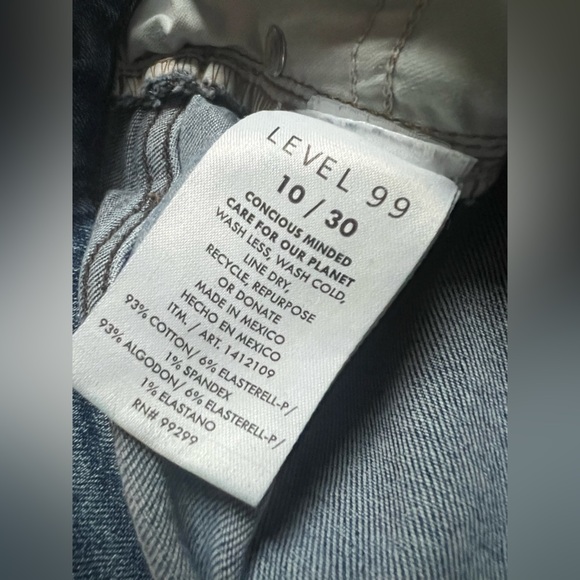 LEVEL 99
10 / 30
CONCIOUS MINDED
CARE FOR OUR PLANET
WASH LESS, WASH COLD,
LINE DRY,
RECYCLE, REPURPOSE
OR DONATE
MADE IN MEXICO
HECHO EN MEXICO
ITM. / ART. 1412109
93% COTTON/ 6% ELASTERELL-P/
1% SPANDEX
93% ALGODON/ 6% ELASTERELL-P/
1% ELASTANO
RN# 99299